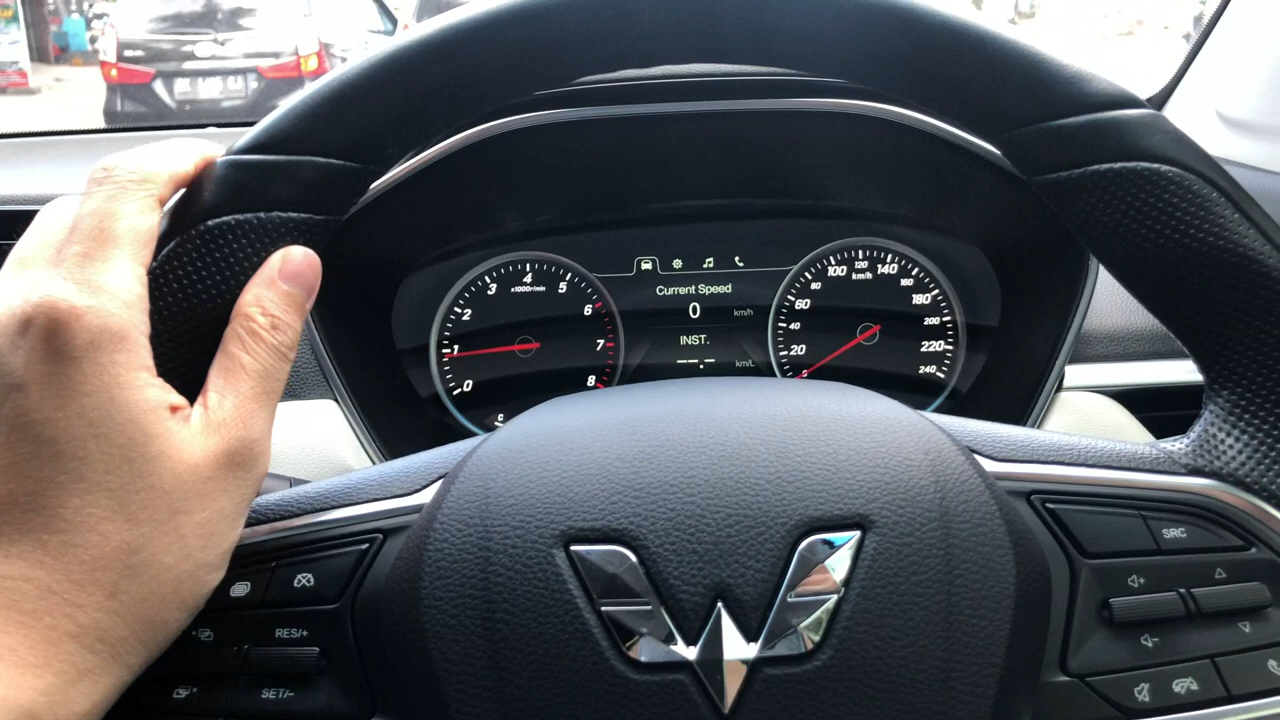 4
3
5
x1000r/min
2
6
1
7
0
8
C
Current Speed
0 km/h
INST.
--.- km/L
120
100
140
km/h
80
160
60
180
40
200
20
220
0
240
SRC
RES/+
SET/–